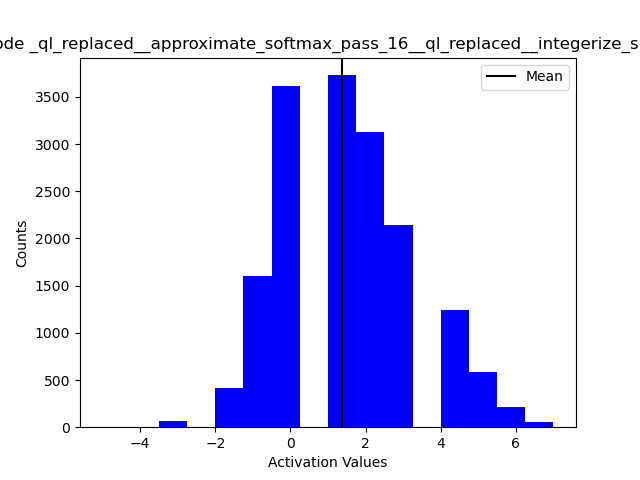 ode _ql_replaced__approximate_softmax_pass_16__ql_replaced__integerize_s
Mean
Counts
3500
3000
2500
2000
1500
1000
500
0
−4 −2 0 2 4 6
Activation Values